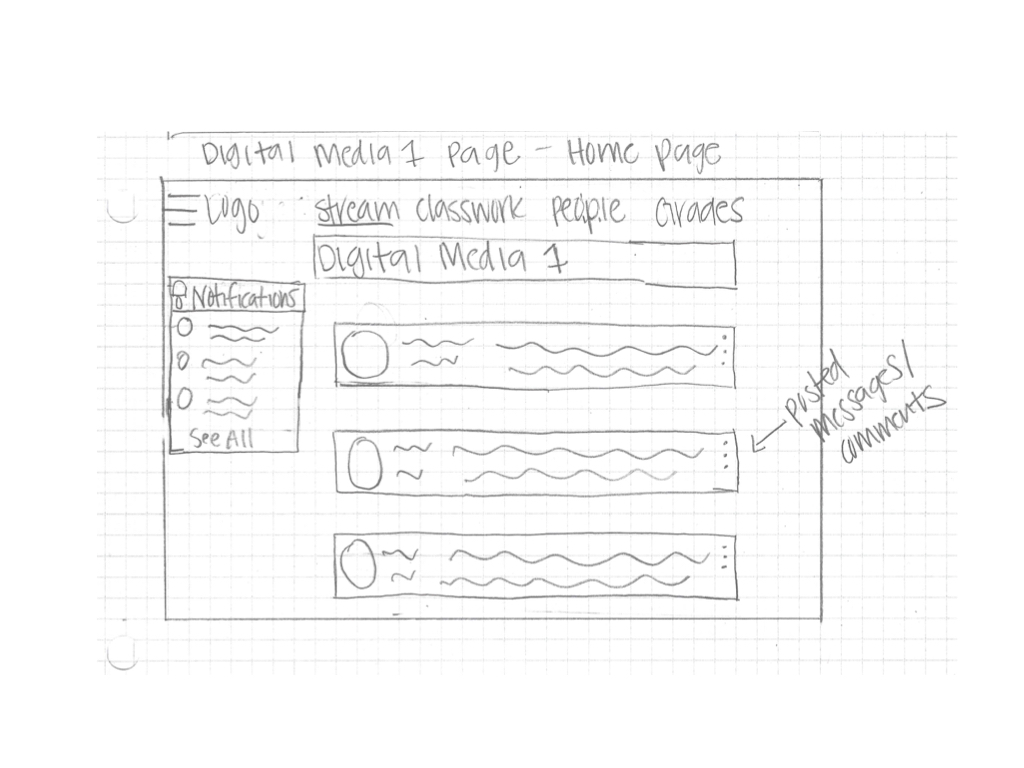 Digital Media 1 Page - Home Page
Logo
stream classwork people Grades
Digital Media 1
Notifications
See All
posted
messages/
comments